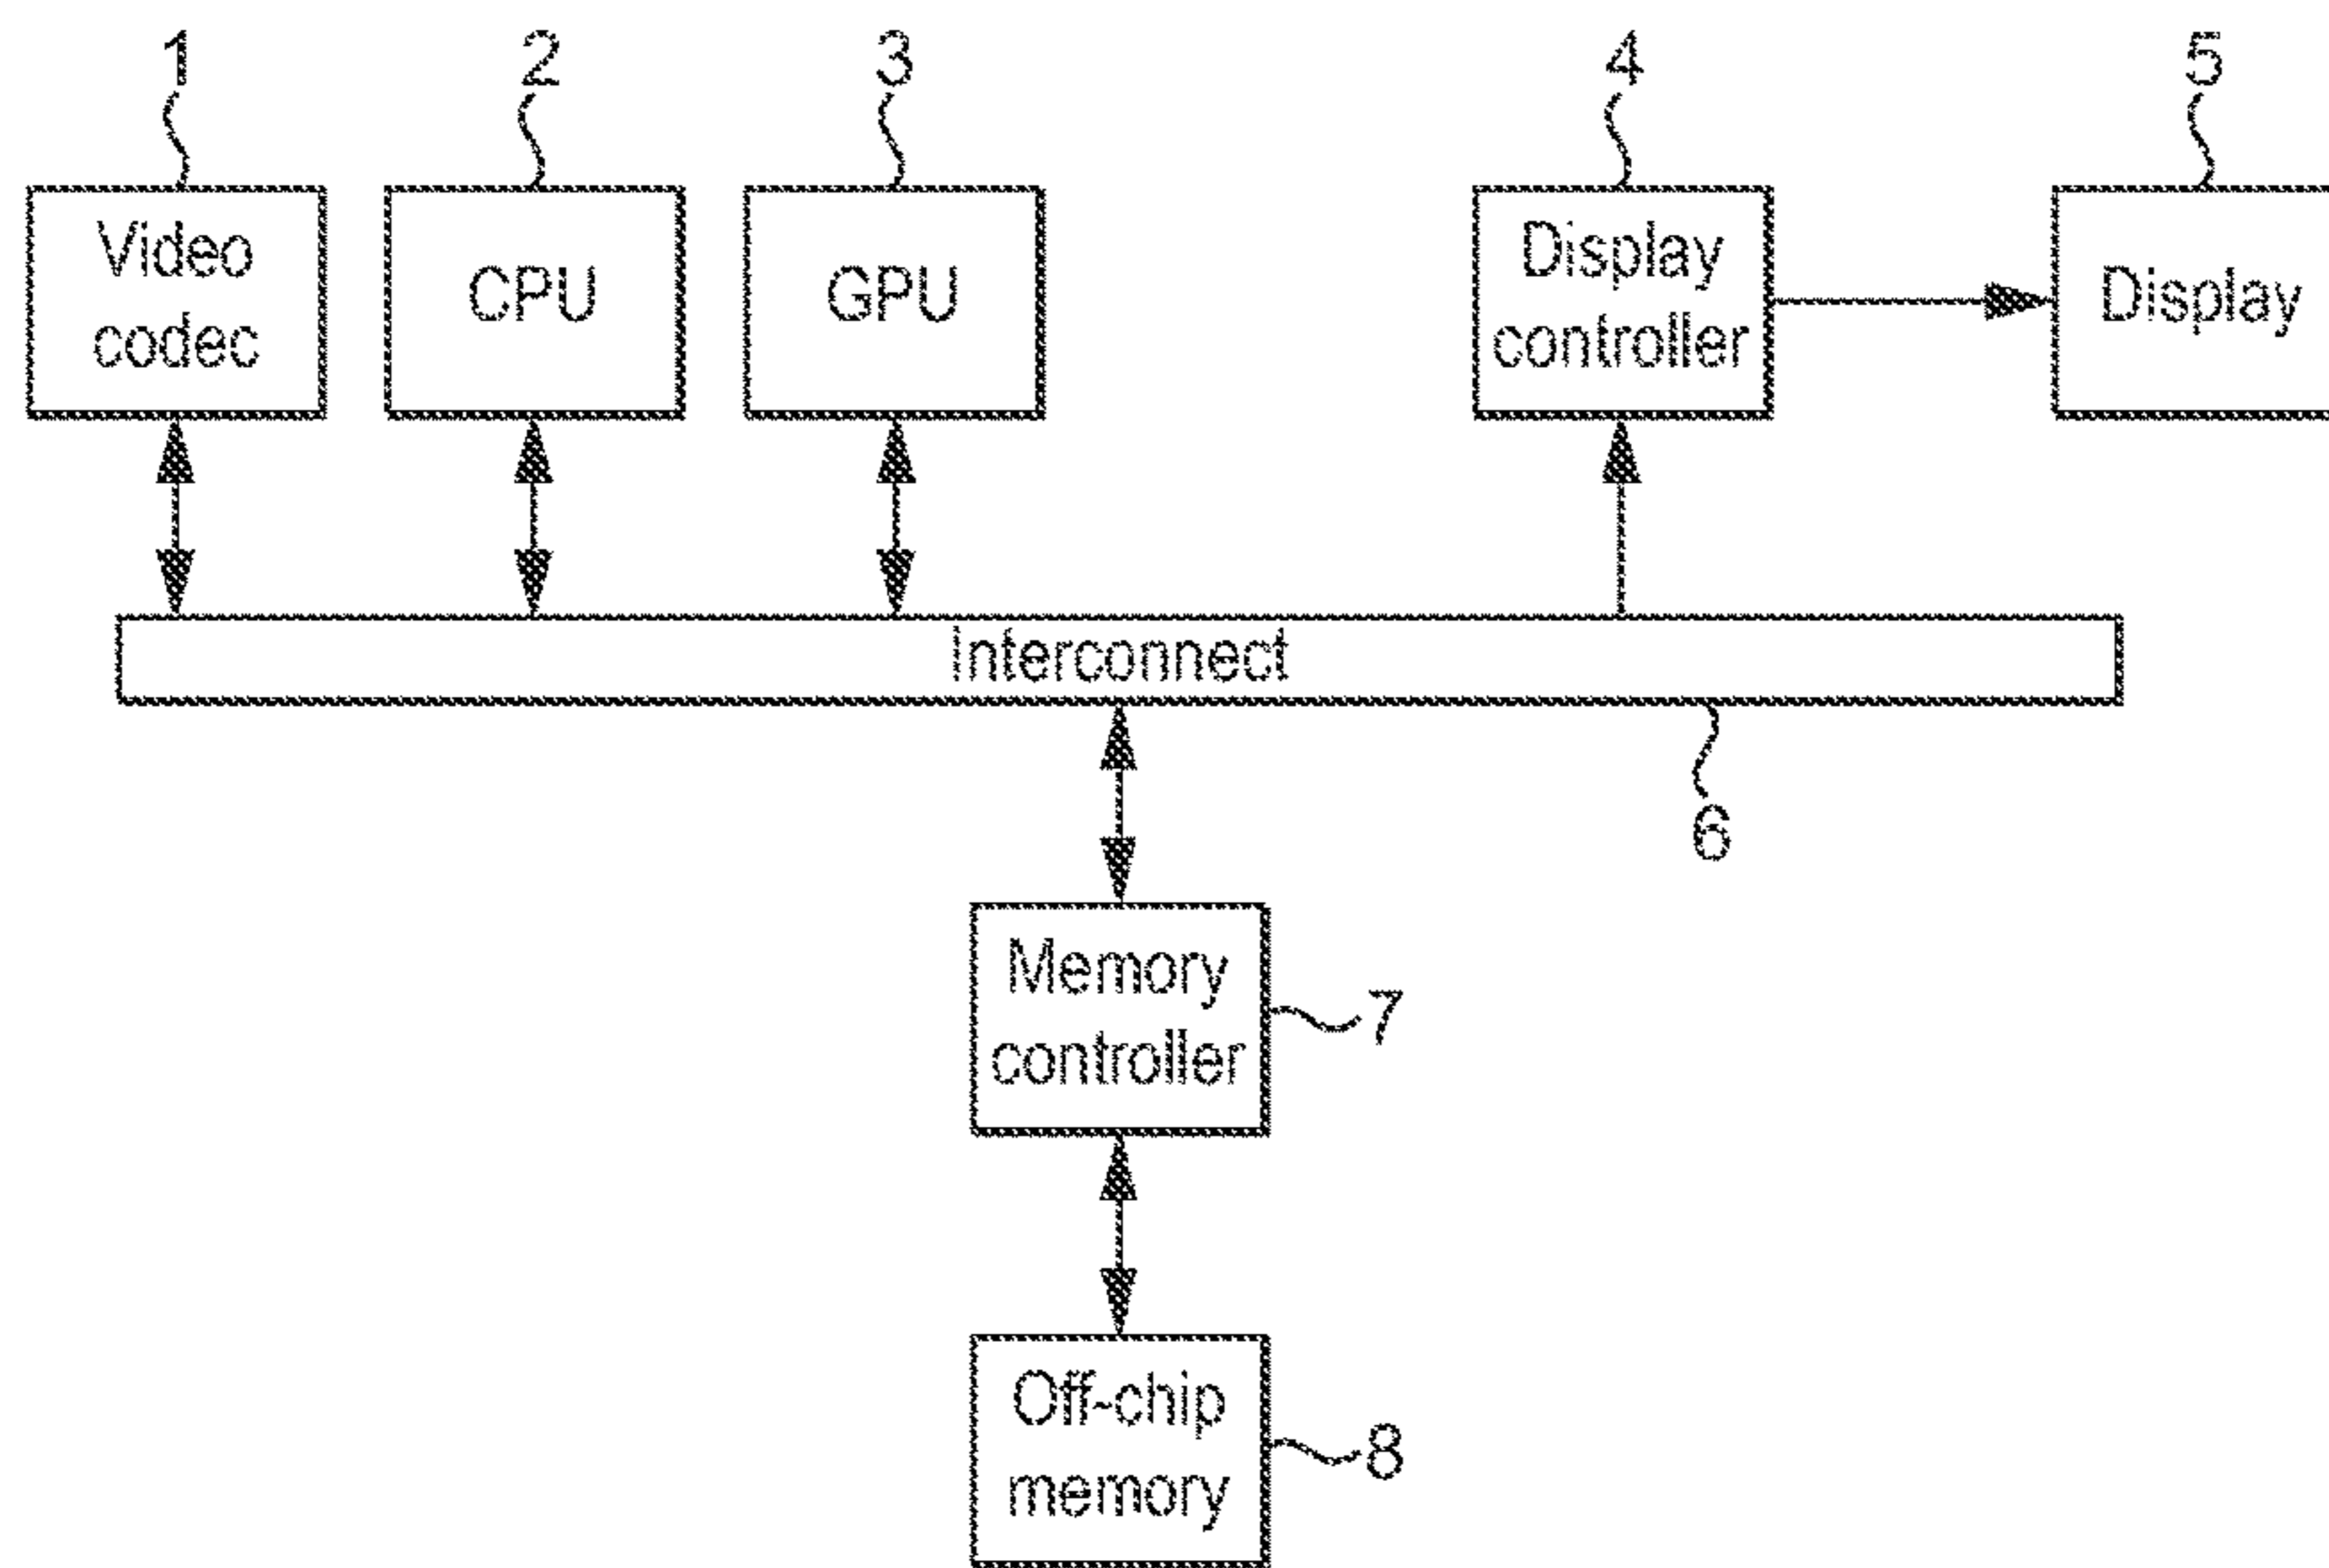 1
2
3
4
5
Video
codec
CPU
GPU
Display
controller
Display
Interconnect
6
Memory
controller
7
Off-chip
memory
8